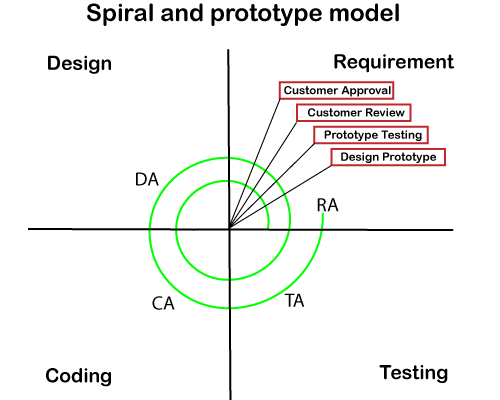 Spiral and prototype model
Design
Requirement
Customer Approval
Customer Review
Prototype Testing
Design Prototype
DA
RA
CA
TA
Coding
Testing